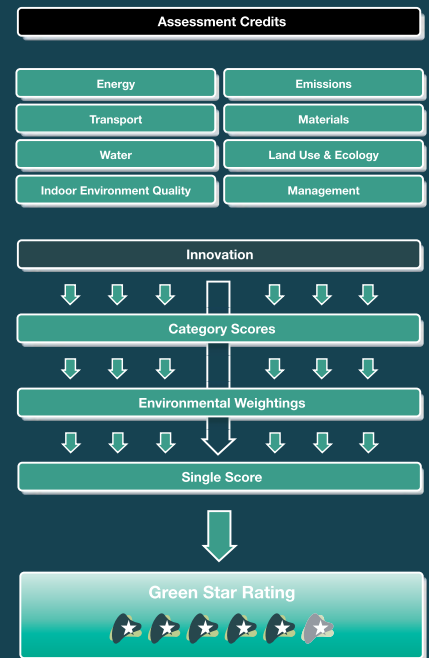 Assessment Credits
Energy
Emissions
Transport
Materials
Water
Land Use & Ecology
Indoor Environment Quality
Management
Innovation
Category Scores
Environmental Weightings
Single Score
Green Star Rating